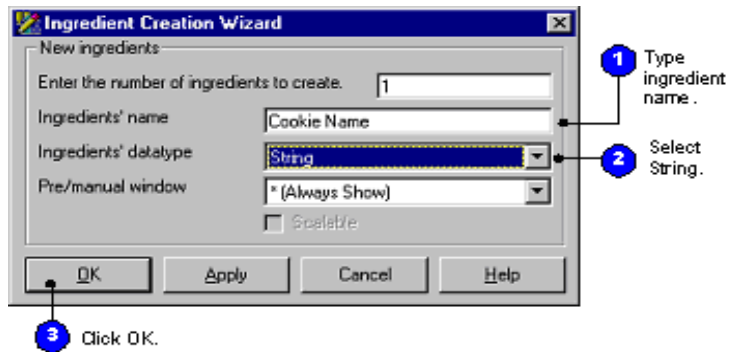 Ingredient Creation Wizard
New ingredients
Enter the number of ingredients to create. 1
Ingredients' name Cookie Name
Ingredients' datatype String
Pre/manual window * (Always Show)
Scalable
OK Apply Cancel Help
1 Type
ingredient
name.
2 Select
String.
3 Click OK.